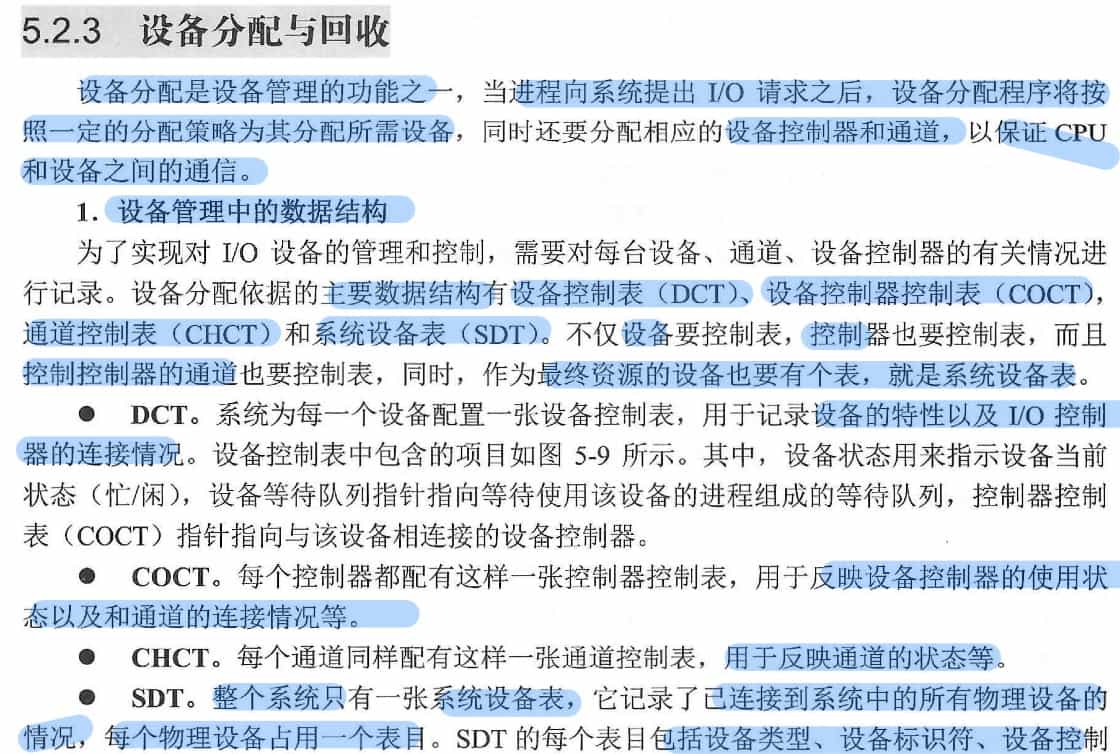 5.2.3 设备分配与回收
设备分配是设备管理的功能之一，当进程向系统提出 I/O 请求之后，设备分配程序将按
照一定的分配策略为其分配所需设备，同时还要分配相应的设备控制器和通道，以保证 CPU
和设备之间的通信。
1. 设备管理中的数据结构
为了实现对 I/O 设备的管理和控制，需要对每台设备、通道、设备控制器的有关情况进
行记录。设备分配依据的主要数据结构有设备控制表（DCT）、设备控制器控制表（COCT），
通道控制表（CHCT）和系统设备表（SDT）。不仅设备要控制表，控制器也要控制表，而且
控制控制器的通道也要控制表，同时，作为最终资源的设备也要有个表，就是系统设备表。
● DCT。系统为每一个设备配置一张设备控制表，用于记录设备的特性以及 I/O 控制
器的连接情况。设备控制表中包含的项目如图 5-9 所示。其中，设备状态用来指示设备当前
状态（忙/闲），设备等待队列指针指向等待使用该设备的进程组成的等待队列，控制器控制
表（COCT）指针指向与该设备相连接的设备控制器。
● COCT。每个控制器都配有这样一张控制器控制表，用于反映设备控制器的使用状
态以及和通道的连接情况等。
● CHCT。每个通道同样配有这样一张通道控制表，用于反映通道的状态等。
● SDT。整个系统只有一张系统设备表，它记录了已连接到系统中的所有物理设备的
情况，每个物理设备占用一个表目。SDT 的每个表目包括设备类型、设备标识符、设备控制